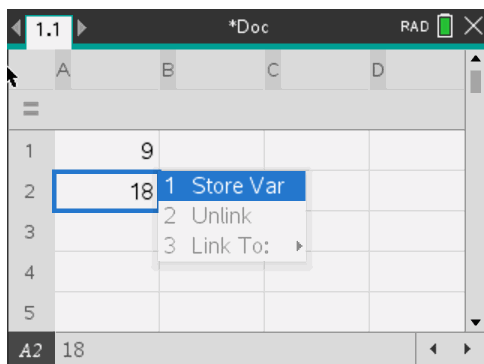 1.1 *Doc RAD
A B C D
=
1 9
2 18
3
4
5
1 Store Var
2 Unlink
3 Link To:
A2 18